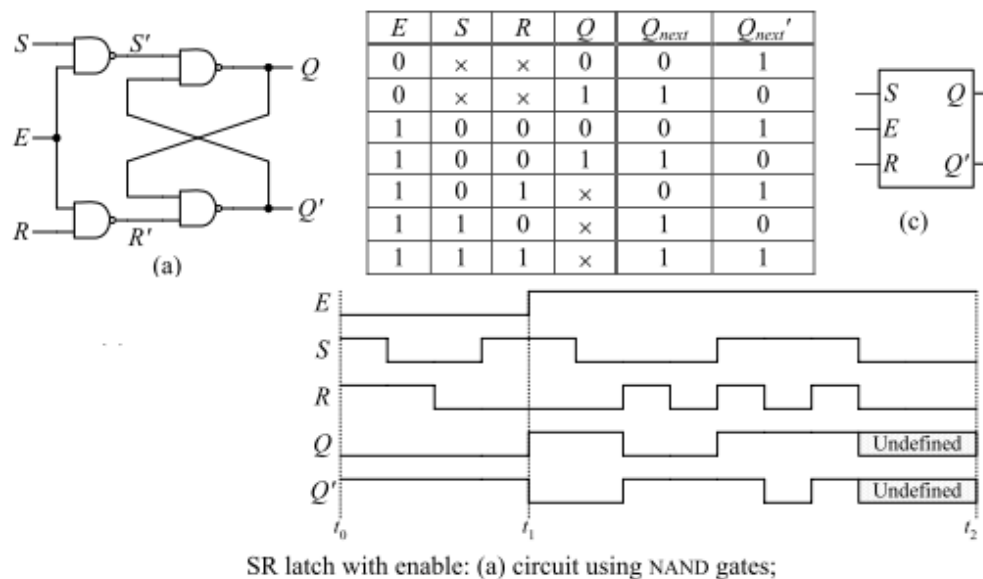 S
S'
Q
E
R
R'
Q'
(a)
E S R Q Qnext Qnext'
0 × × 0 0 1
0 × × 1 1 0
1 0 0 0 0 1
1 0 0 1 1 0
1 0 1 × 0 1
1 1 0 × 1 0
1 1 1 × 1 1
S Q
E
R Q'
(c)
E
S
R
Q Undefined
Q' Undefined
t0 t1 t2
SR latch with enable: (a) circuit using NAND gates;